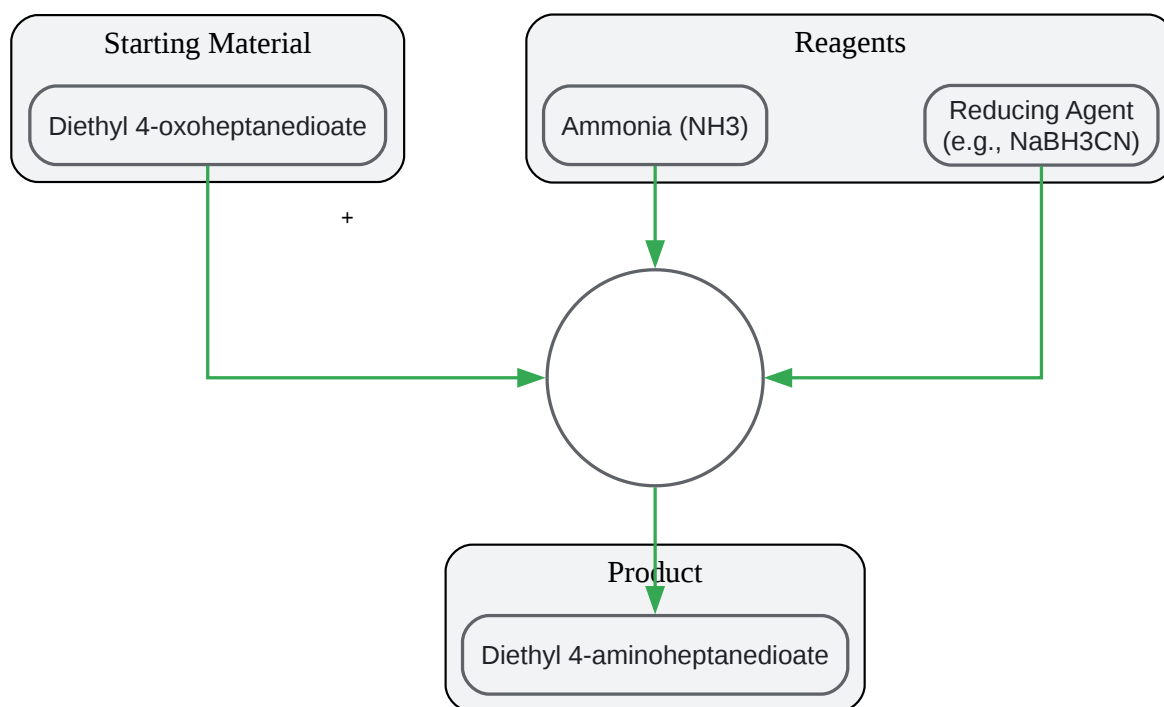 Starting Material
Diethyl 4-oxoheptanedioate
Reagents
Ammonia (NH3)
Reducing Agent
(e.g., NaBH3CN)
+
Product
Diethyl 4-aminoheptanedioate